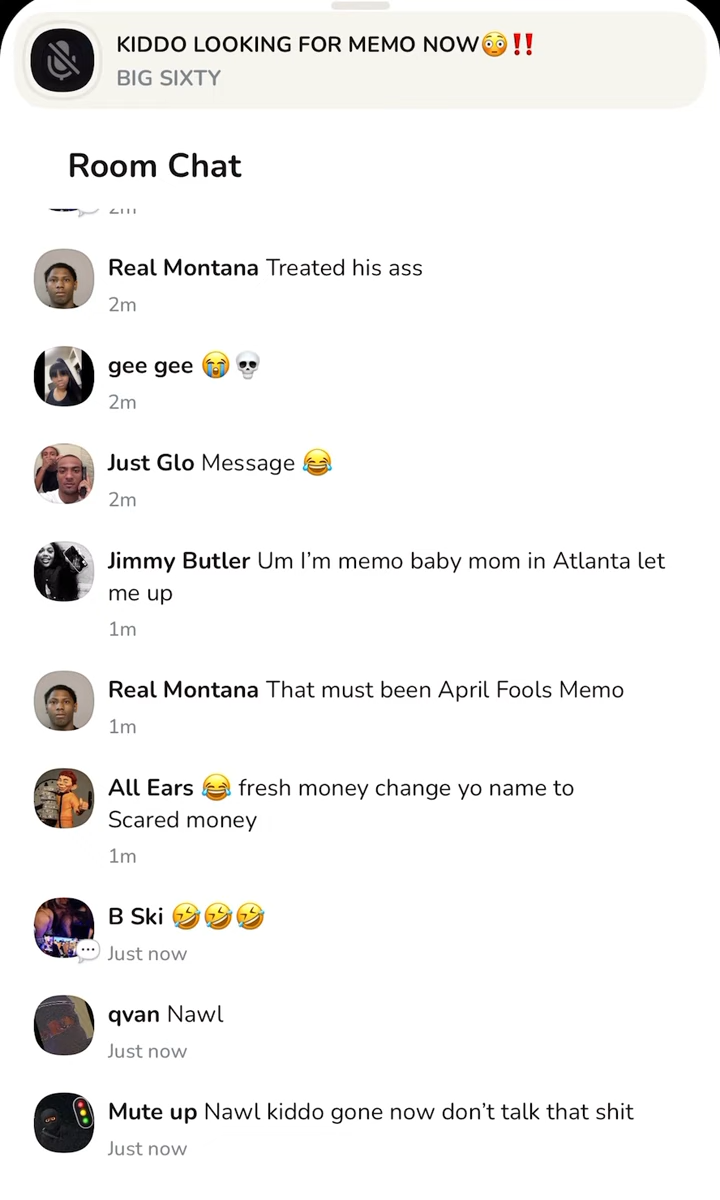 KIDDO LOOKING FOR MEMO NOW😳‼️
BIG SIXTY
Room Chat
2m
Real Montana Treated his ass
2m
gee gee 😭💀
2m
Just Glo Message 😂
2m
Jimmy Butler Um I’m memo baby mom in Atlanta let
me up
1m
Real Montana That must been April Fools Memo
1m
All Ears 😂 fresh money change yo name to
Scared money
1m
B Ski 🤣🤣🤣
Just now
qvan Nawl
Just now
Mute up Nawl kiddo gone now don’t talk that shit
Just now